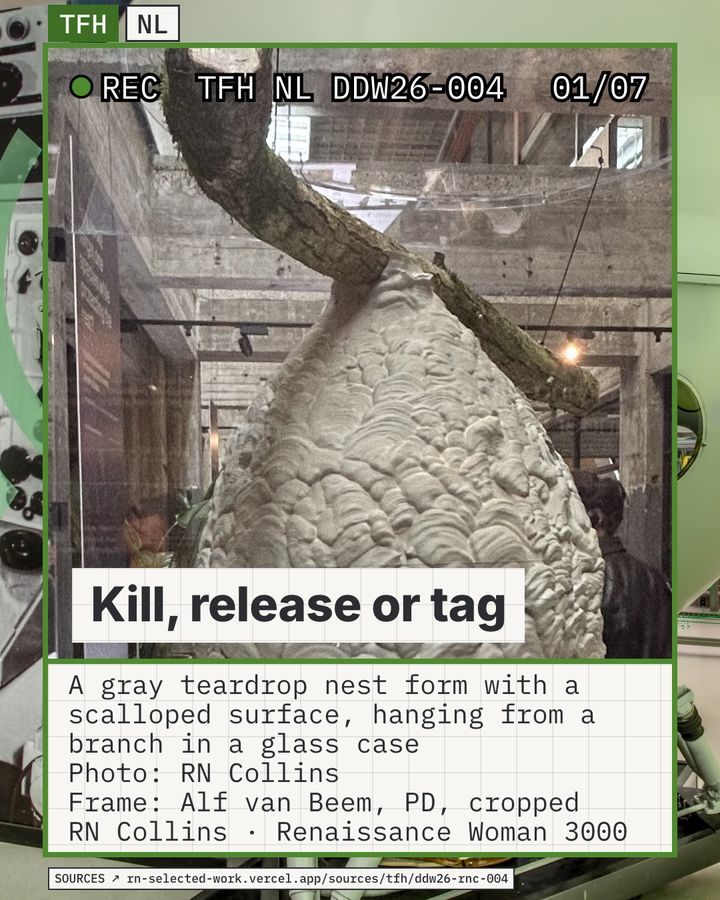 TFH NL
REC TFH NL DDW26-004 01/07
Kill, release or tag
A gray teardrop nest form with a
scalloped surface, hanging from a
branch in a glass case
Photo: RN Collins
Frame: Alf van Beem, PD, cropped
RN Collins · Renaissance Woman 3000
SOURCES ↗ rn-selected-work.vercel.app/sources/tfh/ddw26-rnc-004